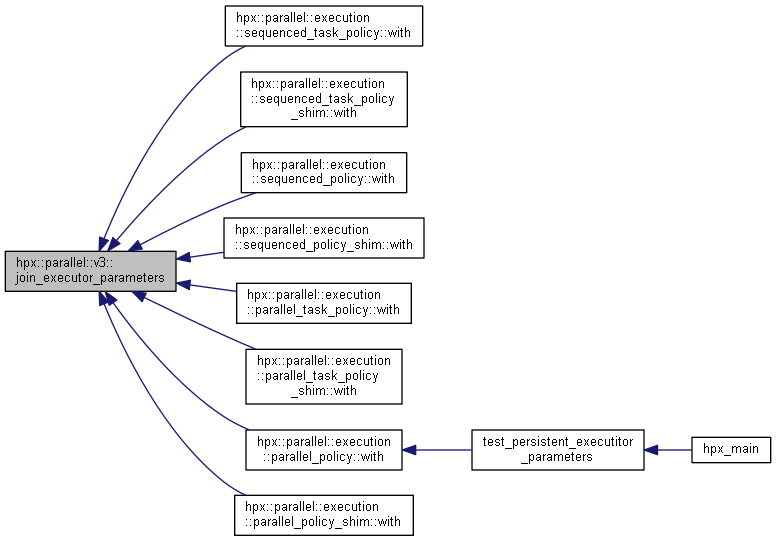 hpx::parallel::execution
::sequenced_task_policy::with
hpx::parallel::execution
::sequenced_task_policy
_shim::with
hpx::parallel::execution
::sequenced_policy::with
hpx::parallel::execution
::sequenced_policy_shim::with
hpx::parallel::v3::
join_executor_parameters
hpx::parallel::execution
::parallel_task_policy::with
hpx::parallel::execution
::parallel_task_policy
_shim::with
hpx::parallel::execution
::parallel_policy::with
test_persistent_executitor
_parameters
hpx_main
hpx::parallel::execution
::parallel_policy_shim::with